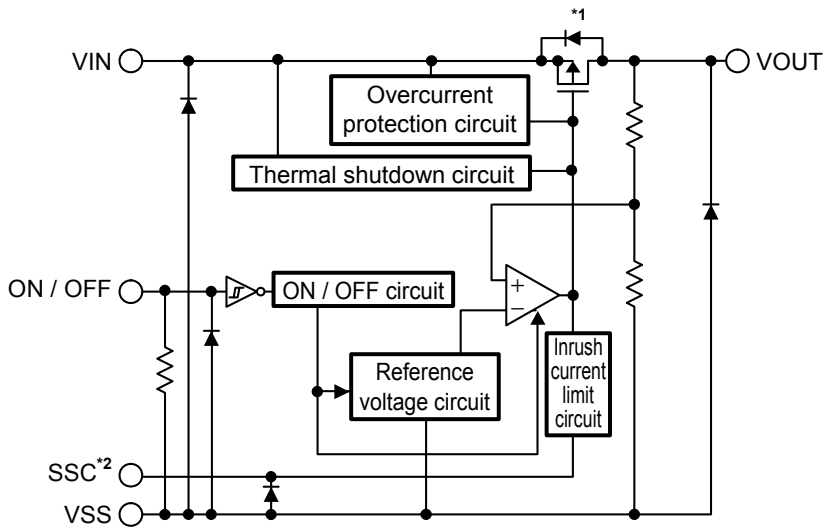 *1
VIN
VOUT
Overcurrent
protection circuit
Thermal shutdown circuit
ON / OFF
ON / OFF circuit
+
−
Reference
voltage circuit
Inrush
current
limit
circuit
SSC*2
VSS